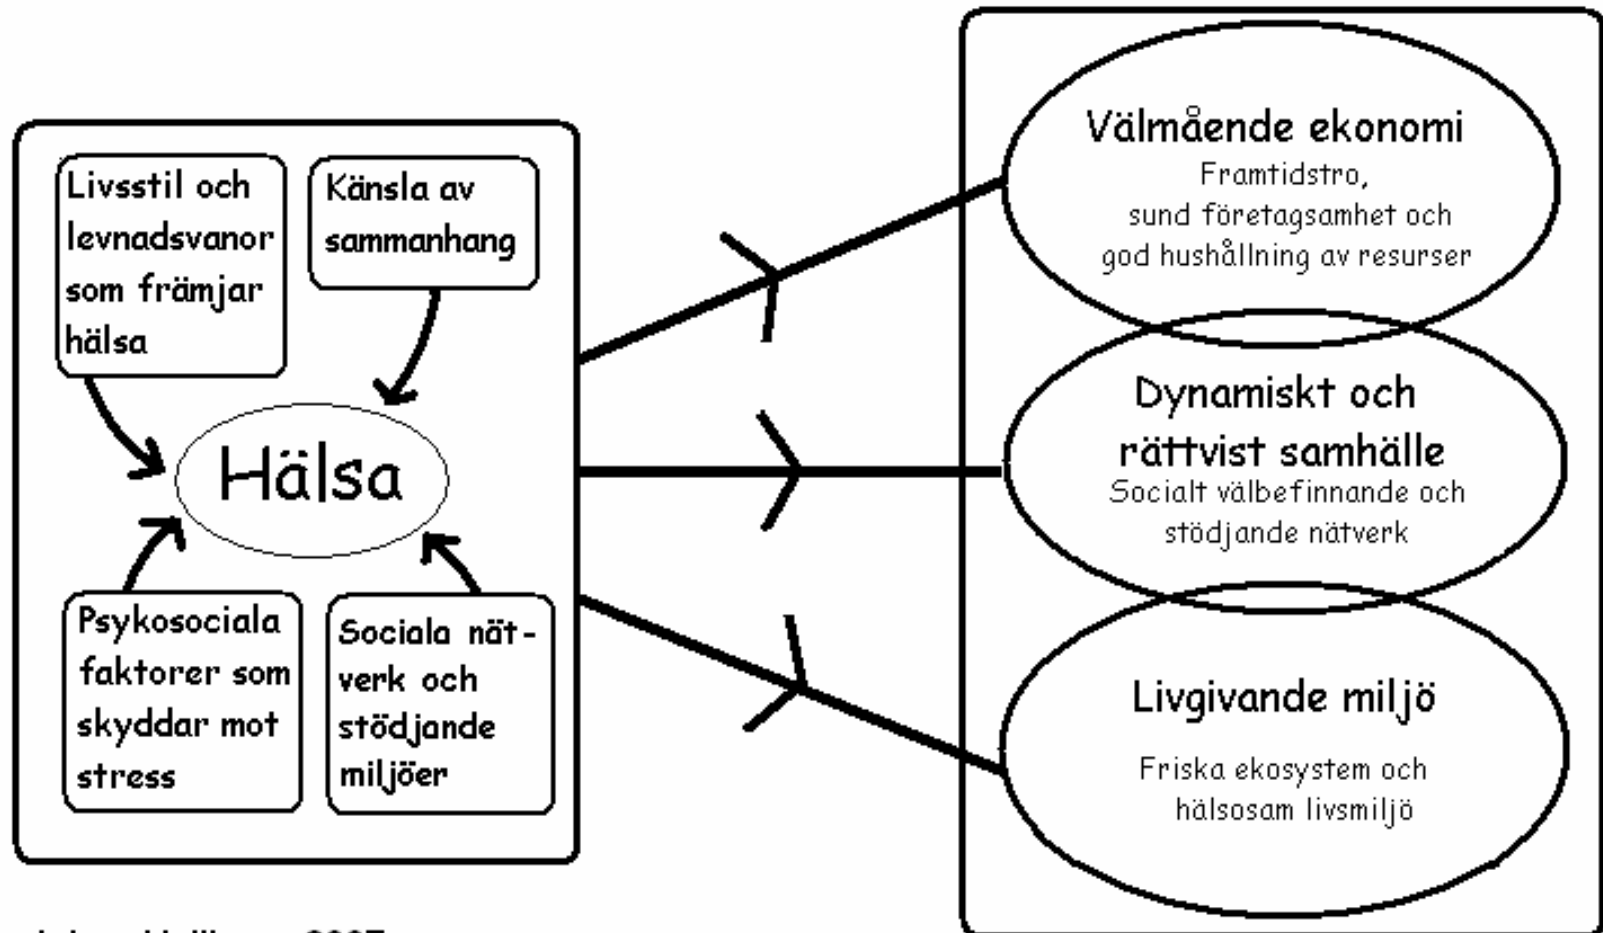 Livsstil och
levnadsvanor
som främjar
hälsa
Känsla av
sammanhang
Hälsa
Psykosociala
faktorer som
skyddar mot
stress
Sociala nät-
verk och
stödjande
miljöer
Välmående ekonomi
Framtidstro,
sund företagsamhet och
god hushållning av resurser
Dynamiskt och
rättvist samhälle
Socialt välbefinnande och
stödjande nätverk
Livgivande miljö
Friska ekosystem och
hälsosam livsmiljö